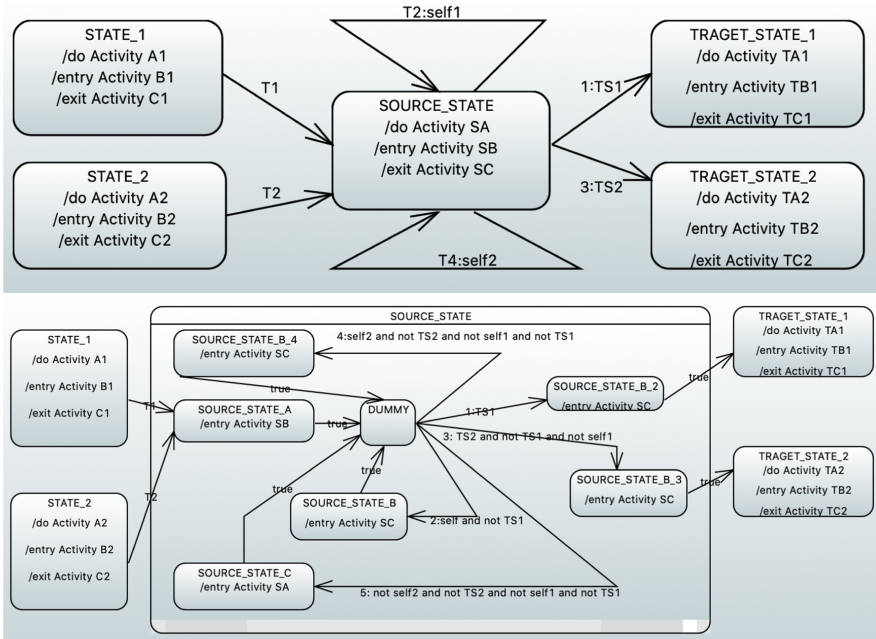 T2:self1
STATE_1
/do Activity A1
/entry Activity B1
/exit Activity C1
T1
SOURCE_STATE
/do Activity SA
/entry Activity SB
/exit Activity SC
1:TS1
TRAGET_STATE_1
/do Activity TA1
/entry Activity TB1
/exit Activity TC1
STATE_2
/do Activity A2
/entry Activity B2
/exit Activity C2
T2
3:TS2
TRAGET_STATE_2
/do Activity TA2
/entry Activity TB2
/exit Activity TC2
T4:self2
SOURCE_STATE
STATE_1
/do Activity A1
/entry Activity B1
/exit Activity C1
T1
SOURCE_STATE_B_4
/entry Activity SC
4:self2 and not TS2 and not self1 and not TS1
true
SOURCE_STATE_A
/entry Activity SB
true
DUMMY
1:TS1
SOURCE_STATE_B_2
/entry Activity SC
true
TRAGET_STATE_1
/do Activity TA1
/entry Activity TB1
/exit Activity TC1
3: TS2 and not TS1 and not self1
STATE_2
/do Activity A2
/entry Activity B2
/exit Activity C2
T2
true
true
SOURCE_STATE_B
/entry Activity SC
2:self and not TS1
SOURCE_STATE_B_3
/entry Activity SC
true
TRAGET_STATE_2
/do Activity TA2
/entry Activity TB2
/exit Activity TC2
SOURCE_STATE_C
/entry Activity SA
5: not self2 and not TS2 and not self1 and not TS1